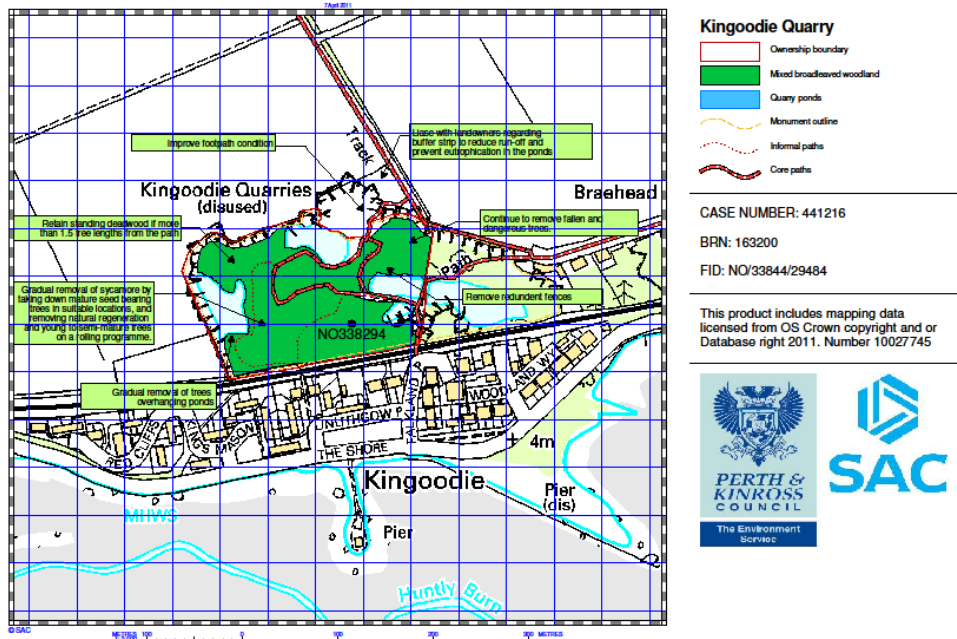 7 April 2011
Improve footpath condition
Liase with landowners regarding
buffer strip to reduce run-off and
prevent eutrophication in the ponds
Track
Kingoodie Quarries
(disused)
Braehead
Retain standing deadwood if more
than 1.5 tree lengths from the path
Continue to remove fallen and
dangerous trees.
Path
Gradual removal of sycamore by
taking down mature seed bearing
trees in suitable locations, and
removing natural regeneration
and young to semi-mature trees
on a rolling programme.
Remove redundent fences
NO338294
Gradual removal of trees
overhanging ponds
RED CLIFFS
MASON
THE SHORE
WOO
4m
Kingoodie
Pier
(dis)
MHWS
Pier
Huntly Burn
© SAC
METRES 100 0 100 200 300 METRES
Kingoodie Quarry
Ownership boundary
Mixed broadleaved woodland
Quarry ponds
Monument outline
Informal paths
Core paths
CASE NUMBER: 441216
BRN: 163200
FID: NO/33844/29484
This product includes mapping data
licensed from OS Crown copyright and or
Database right 2011. Number 10027745
PERTH &
KINROSS
COUNCIL
The Environment
Service
SAC